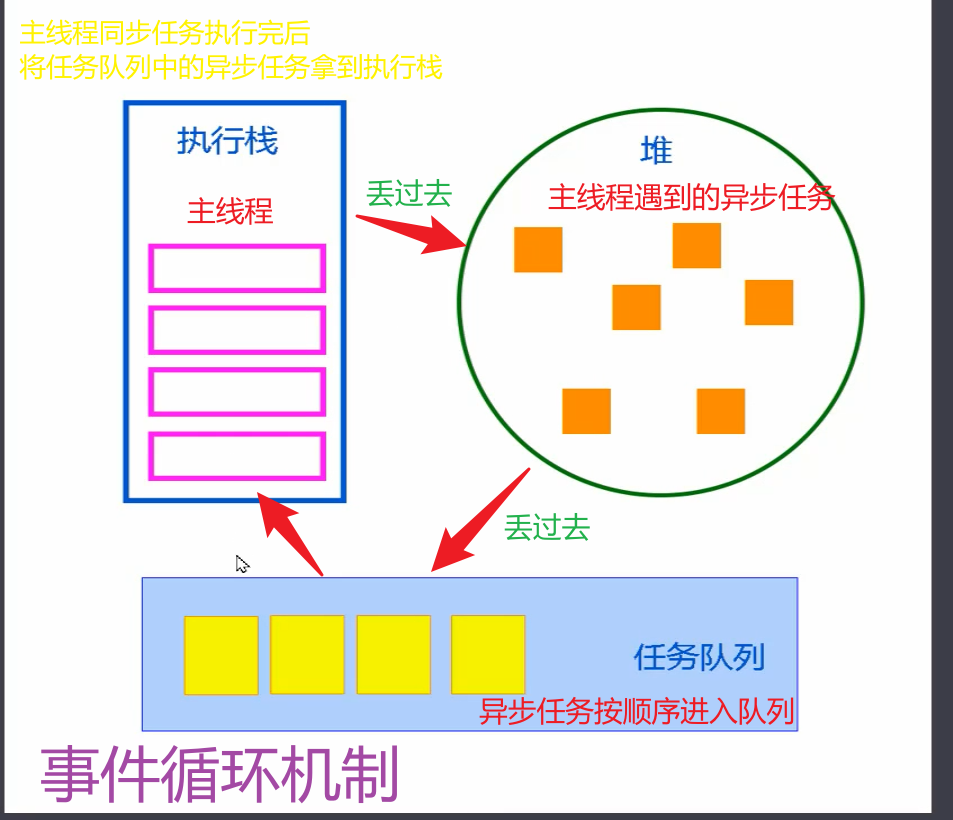 主线程同步任务执行完后
将任务队列中的异步任务拿到执行栈
执行栈
主线程
丢过去
堆
主线程遇到的异步任务
丢过去
任务队列
异步任务按顺序进入队列
事件循环机制